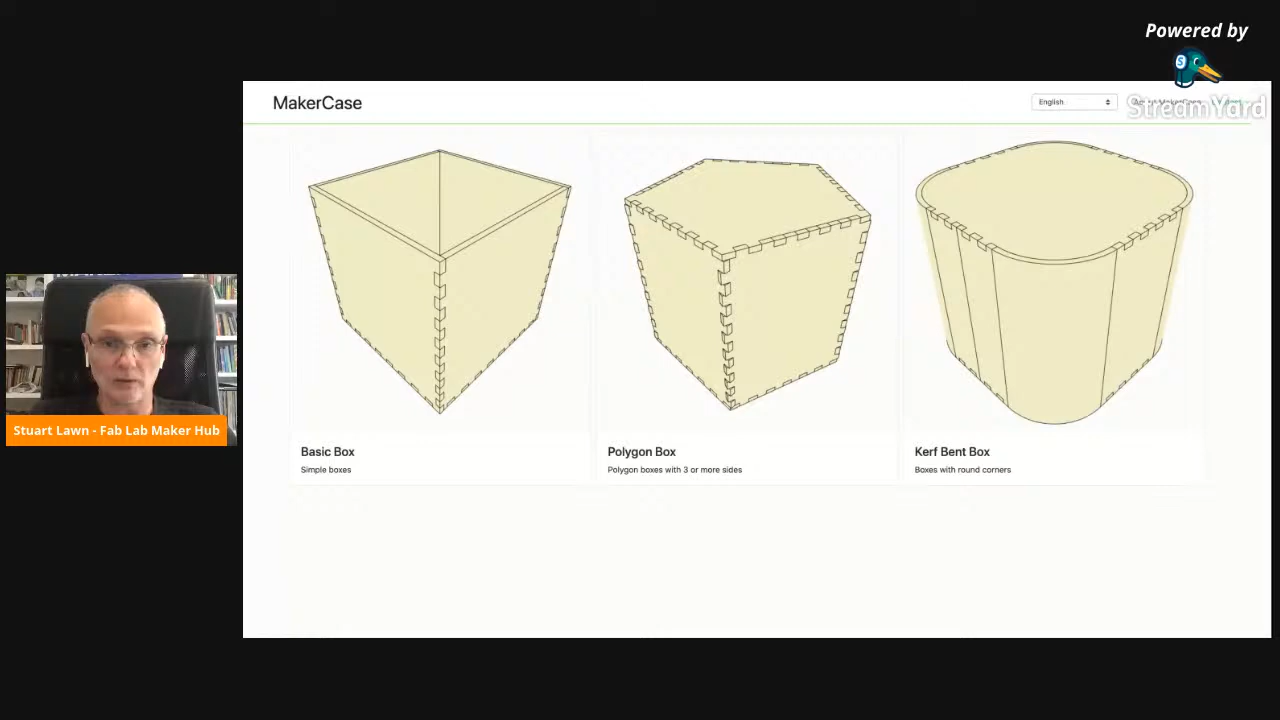 Powered by
StreamYard
MakerCase
English
Basic Box
Simple boxes
Polygon Box
Polygon boxes with 3 or more sides
Kerf Bent Box
Boxes with round corners
Stuart Lawn - Fab Lab Maker Hub